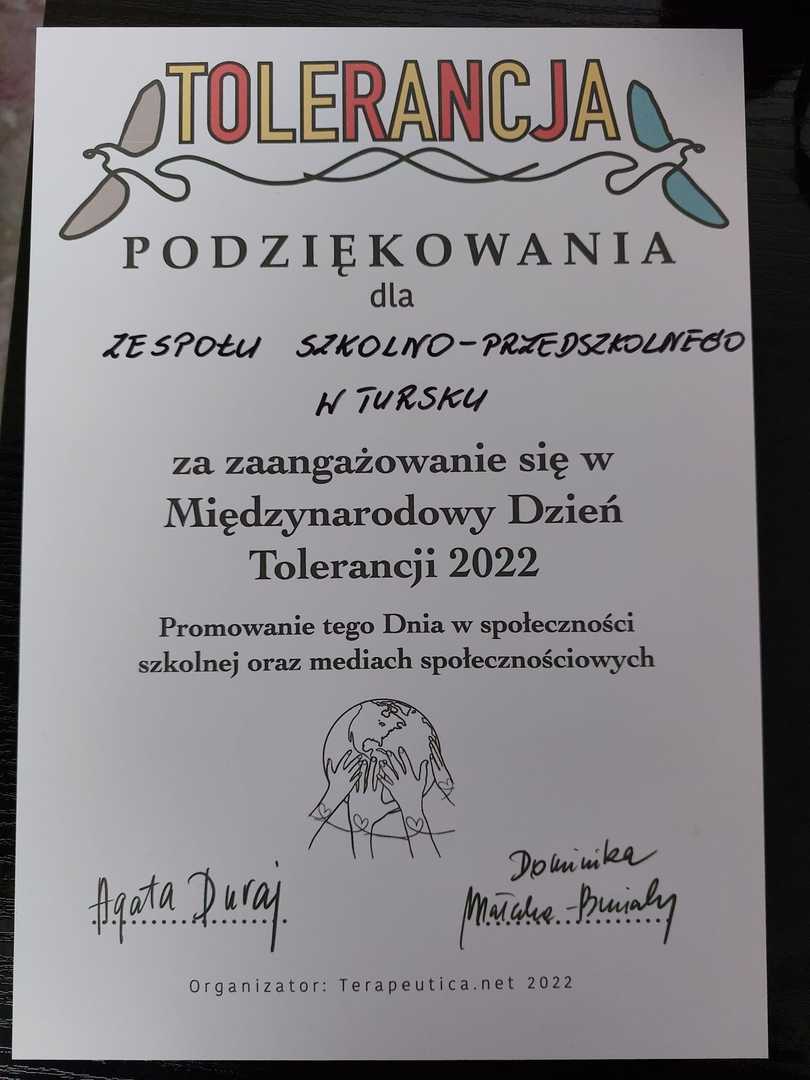 TOLERANCJA
PODZIĘKOWANIA
dla
ZESPOŁU SZKOLNO-PRZEDSZKOLNEGO
W TURSKU
za zaangażowanie się w
Międzynarodowy Dzień
Tolerancji 2022
Promowanie tego Dnia w społeczności
szkolnej oraz mediach społecznościowych
Agata Duraj
Dominika
Organizator: Terapeutica.net 2022